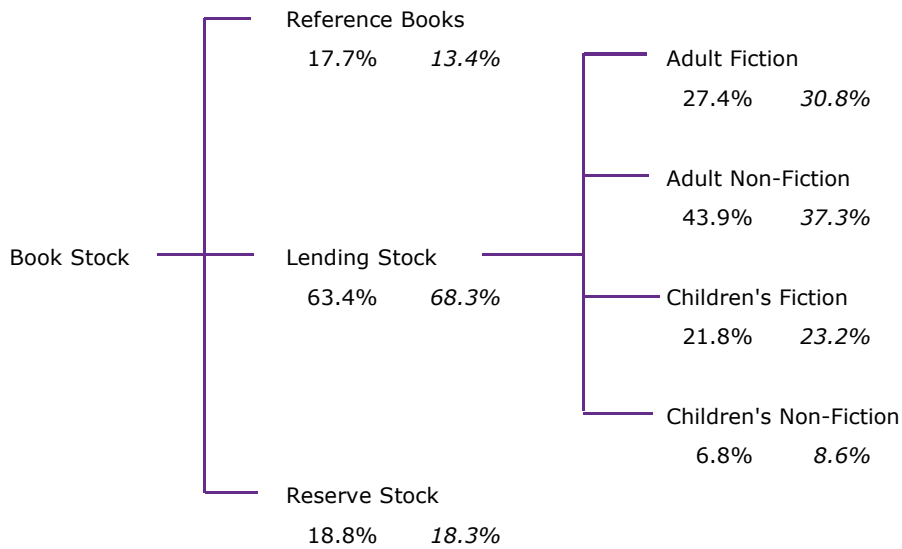 Reference Books
17.7% 13.4%
Adult Fiction
27.4% 30.8%
Adult Non-Fiction
43.9% 37.3%
Book Stock
Lending Stock
63.4% 68.3%
Children's Fiction
21.8% 23.2%
Children's Non-Fiction
6.8% 8.6%
Reserve Stock
18.8% 18.3%